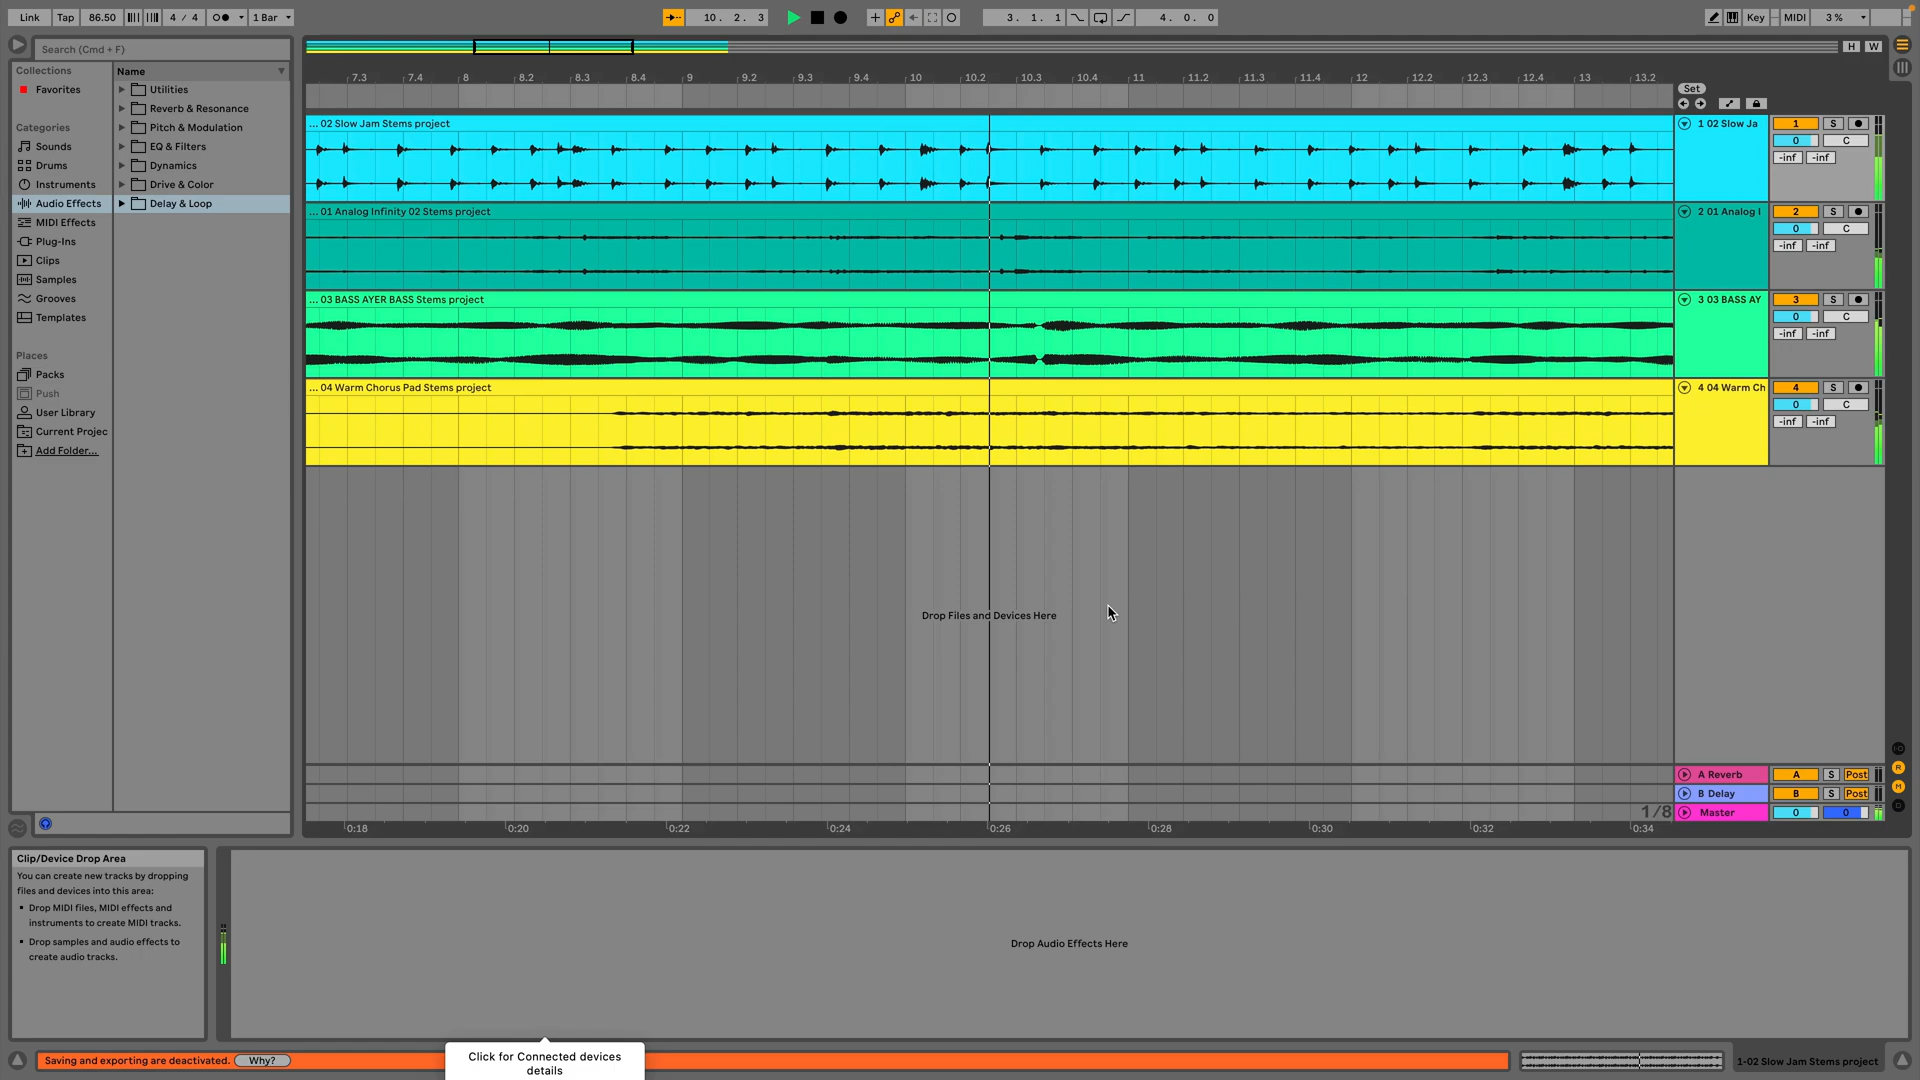 Link Tap 86.50 4 / 4 1 Bar 10. 2. 3 3. 1. 1 4. 0. 0 Key MIDI 3 %
Search (Cmd + F)
H W
Collections
Favorites
Categories
Sounds
Drums
Instruments
Audio Effects
MIDI Effects
Plug-Ins
Clips
Samples
Grooves
Templates
Places
Packs
Push
User Library
Current Projec
Add Folder...
Name
Utilities
Reverb & Resonance
Pitch & Modulation
EQ & Filters
Dynamics
Drive & Color
Delay & Loop
7.3 7.4 8 8.2 8.3 8.4 9 9.2 9.3 9.4 10 10.2 10.3 10.4 11 11.2 11.3 11.4 12 12.2 12.3 12.4 13 13.2
Set
... 02 Slow Jam Stems project
1 02 Slow Ja 1 S
0 C
-inf -inf
... 01 Analog Infinity 02 Stems project
2 01 Analog I 2 S
0 C
-inf -inf
... 03 BASS AYER BASS Stems project
3 03 BASS AY 3 S
0 C
-inf -inf
... 04 Warm Chorus Pad Stems project
4 04 Warm Ch 4 S
0 C
-inf -inf
Drop Files and Devices Here
A Reverb A S Post
B Delay B S Post
1/8
Master 0 0
0:18 0:20 0:22 0:24 0:26 0:28 0:30 0:32 0:34
R
M
D
Clip/Device Drop Area
You can create new tracks by dropping
files and devices into this area:
Drop MIDI files, MIDI effects and
instruments to create MIDI tracks.
Drop samples and audio effects to
create audio tracks.
Drop Audio Effects Here
Saving and exporting are deactivated. Why?
Click for Connected devices
details
1-02 Slow Jam Stems project